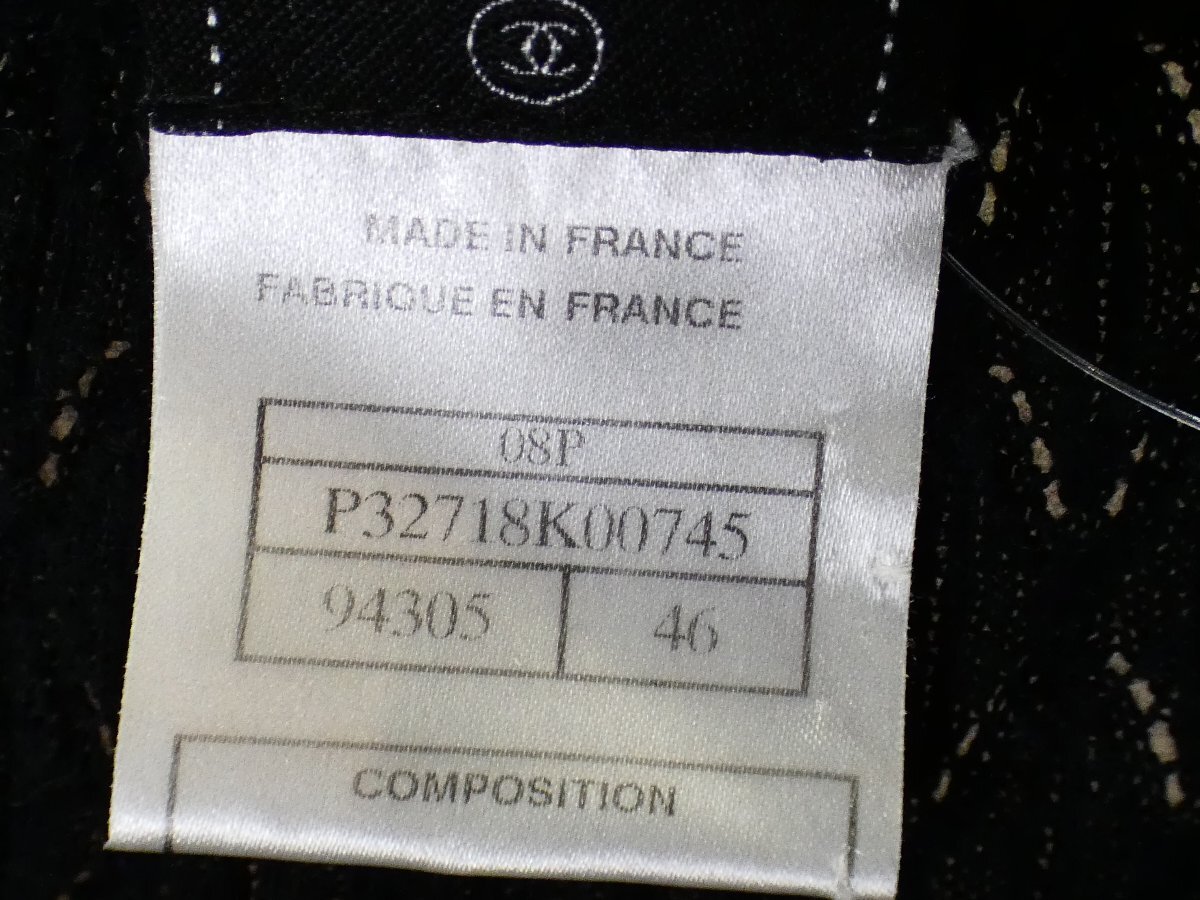 MADE IN FRANCE
FABRIQUE EN FRANCE
08P
P32718K00745
94305 46
COMPOSITION